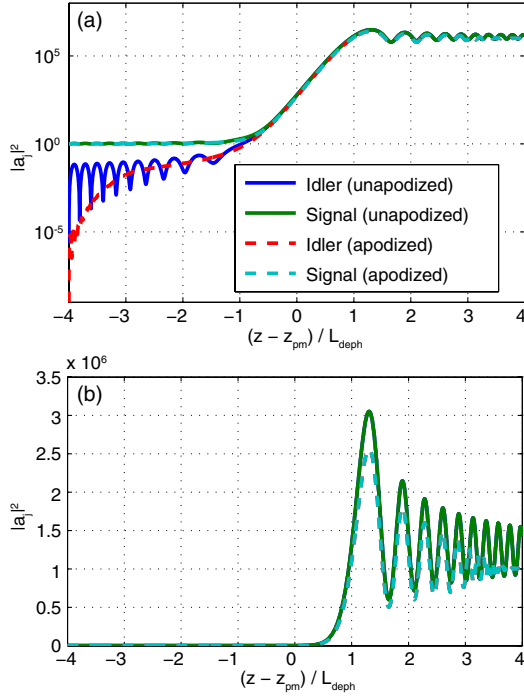 (a)
10^5
10^0
10^-5
|a_j|^2
Idler (unapodized)
Signal (unapodized)
Idler (apodized)
Signal (apodized)
-4 -3 -2 -1 0 1 2 3 4
(z − z_pm) / L_deph
x 10^6
(b)
3.5
3
2.5
2
1.5
1
0.5
0
|a_j|^2
-4 -3 -2 -1 0 1 2 3 4
(z − z_pm) / L_deph